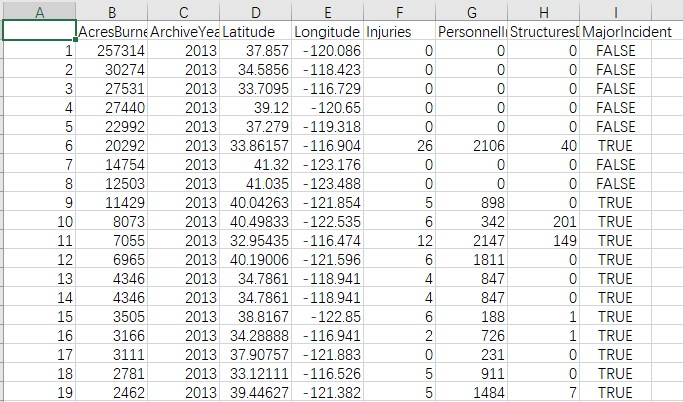 A B C D E F G H I
AcresBurne ArchiveYea Latitude Longitude Injuries PersonnelI StructuresD MajorIncident
1 257314 2013 37.857 -120.086 0 0 0 FALSE
2 30274 2013 34.5856 -118.423 0 0 0 FALSE
3 27531 2013 33.7095 -116.729 0 0 0 FALSE
4 27440 2013 39.12 -120.65 0 0 0 FALSE
5 22992 2013 37.279 -119.318 0 0 0 FALSE
6 20292 2013 33.86157 -116.904 26 2106 40 TRUE
7 14754 2013 41.32 -123.176 0 0 0 FALSE
8 12503 2013 41.035 -123.488 0 0 0 FALSE
9 11429 2013 40.04263 -121.854 5 898 0 TRUE
10 8073 2013 40.49833 -122.535 6 342 201 TRUE
11 7055 2013 32.95435 -116.474 12 2147 149 TRUE
12 6965 2013 40.19006 -121.596 6 1811 0 TRUE
13 4346 2013 34.7861 -118.941 4 847 0 TRUE
14 4346 2013 34.7861 -118.941 4 847 0 TRUE
15 3505 2013 38.8167 -122.85 6 188 1 TRUE
16 3166 2013 34.28888 -116.941 2 726 1 TRUE
17 3111 2013 37.90757 -121.883 0 231 0 TRUE
18 2781 2013 33.12111 -116.526 5 911 0 TRUE
19 2462 2013 39.44627 -121.382 5 1484 7 TRUE